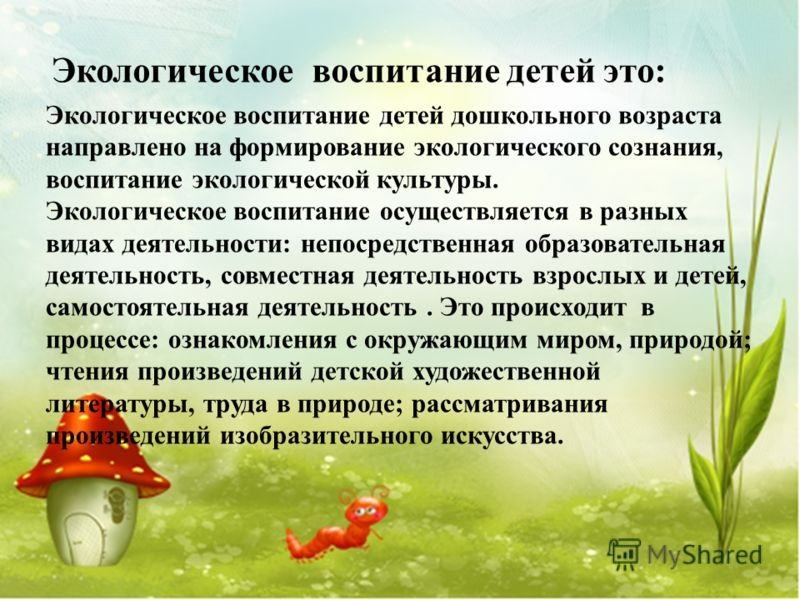 Экологическое воспитание детей это:
Экологическое воспитание детей дошкольного возраста
направлено на формирование экологического сознания,
воспитание экологической культуры.
Экологическое воспитание осуществляется в разных
видах деятельности: непосредственная образовательная
деятельность, совместная деятельность взрослых и детей,
самостоятельная деятельность . Это происходит в
процессе: ознакомления с окружающим миром, природой;
чтения произведений детской художественной
литературы, труда в природе; рассматривания
произведений изобразительного искусства.
MyShared